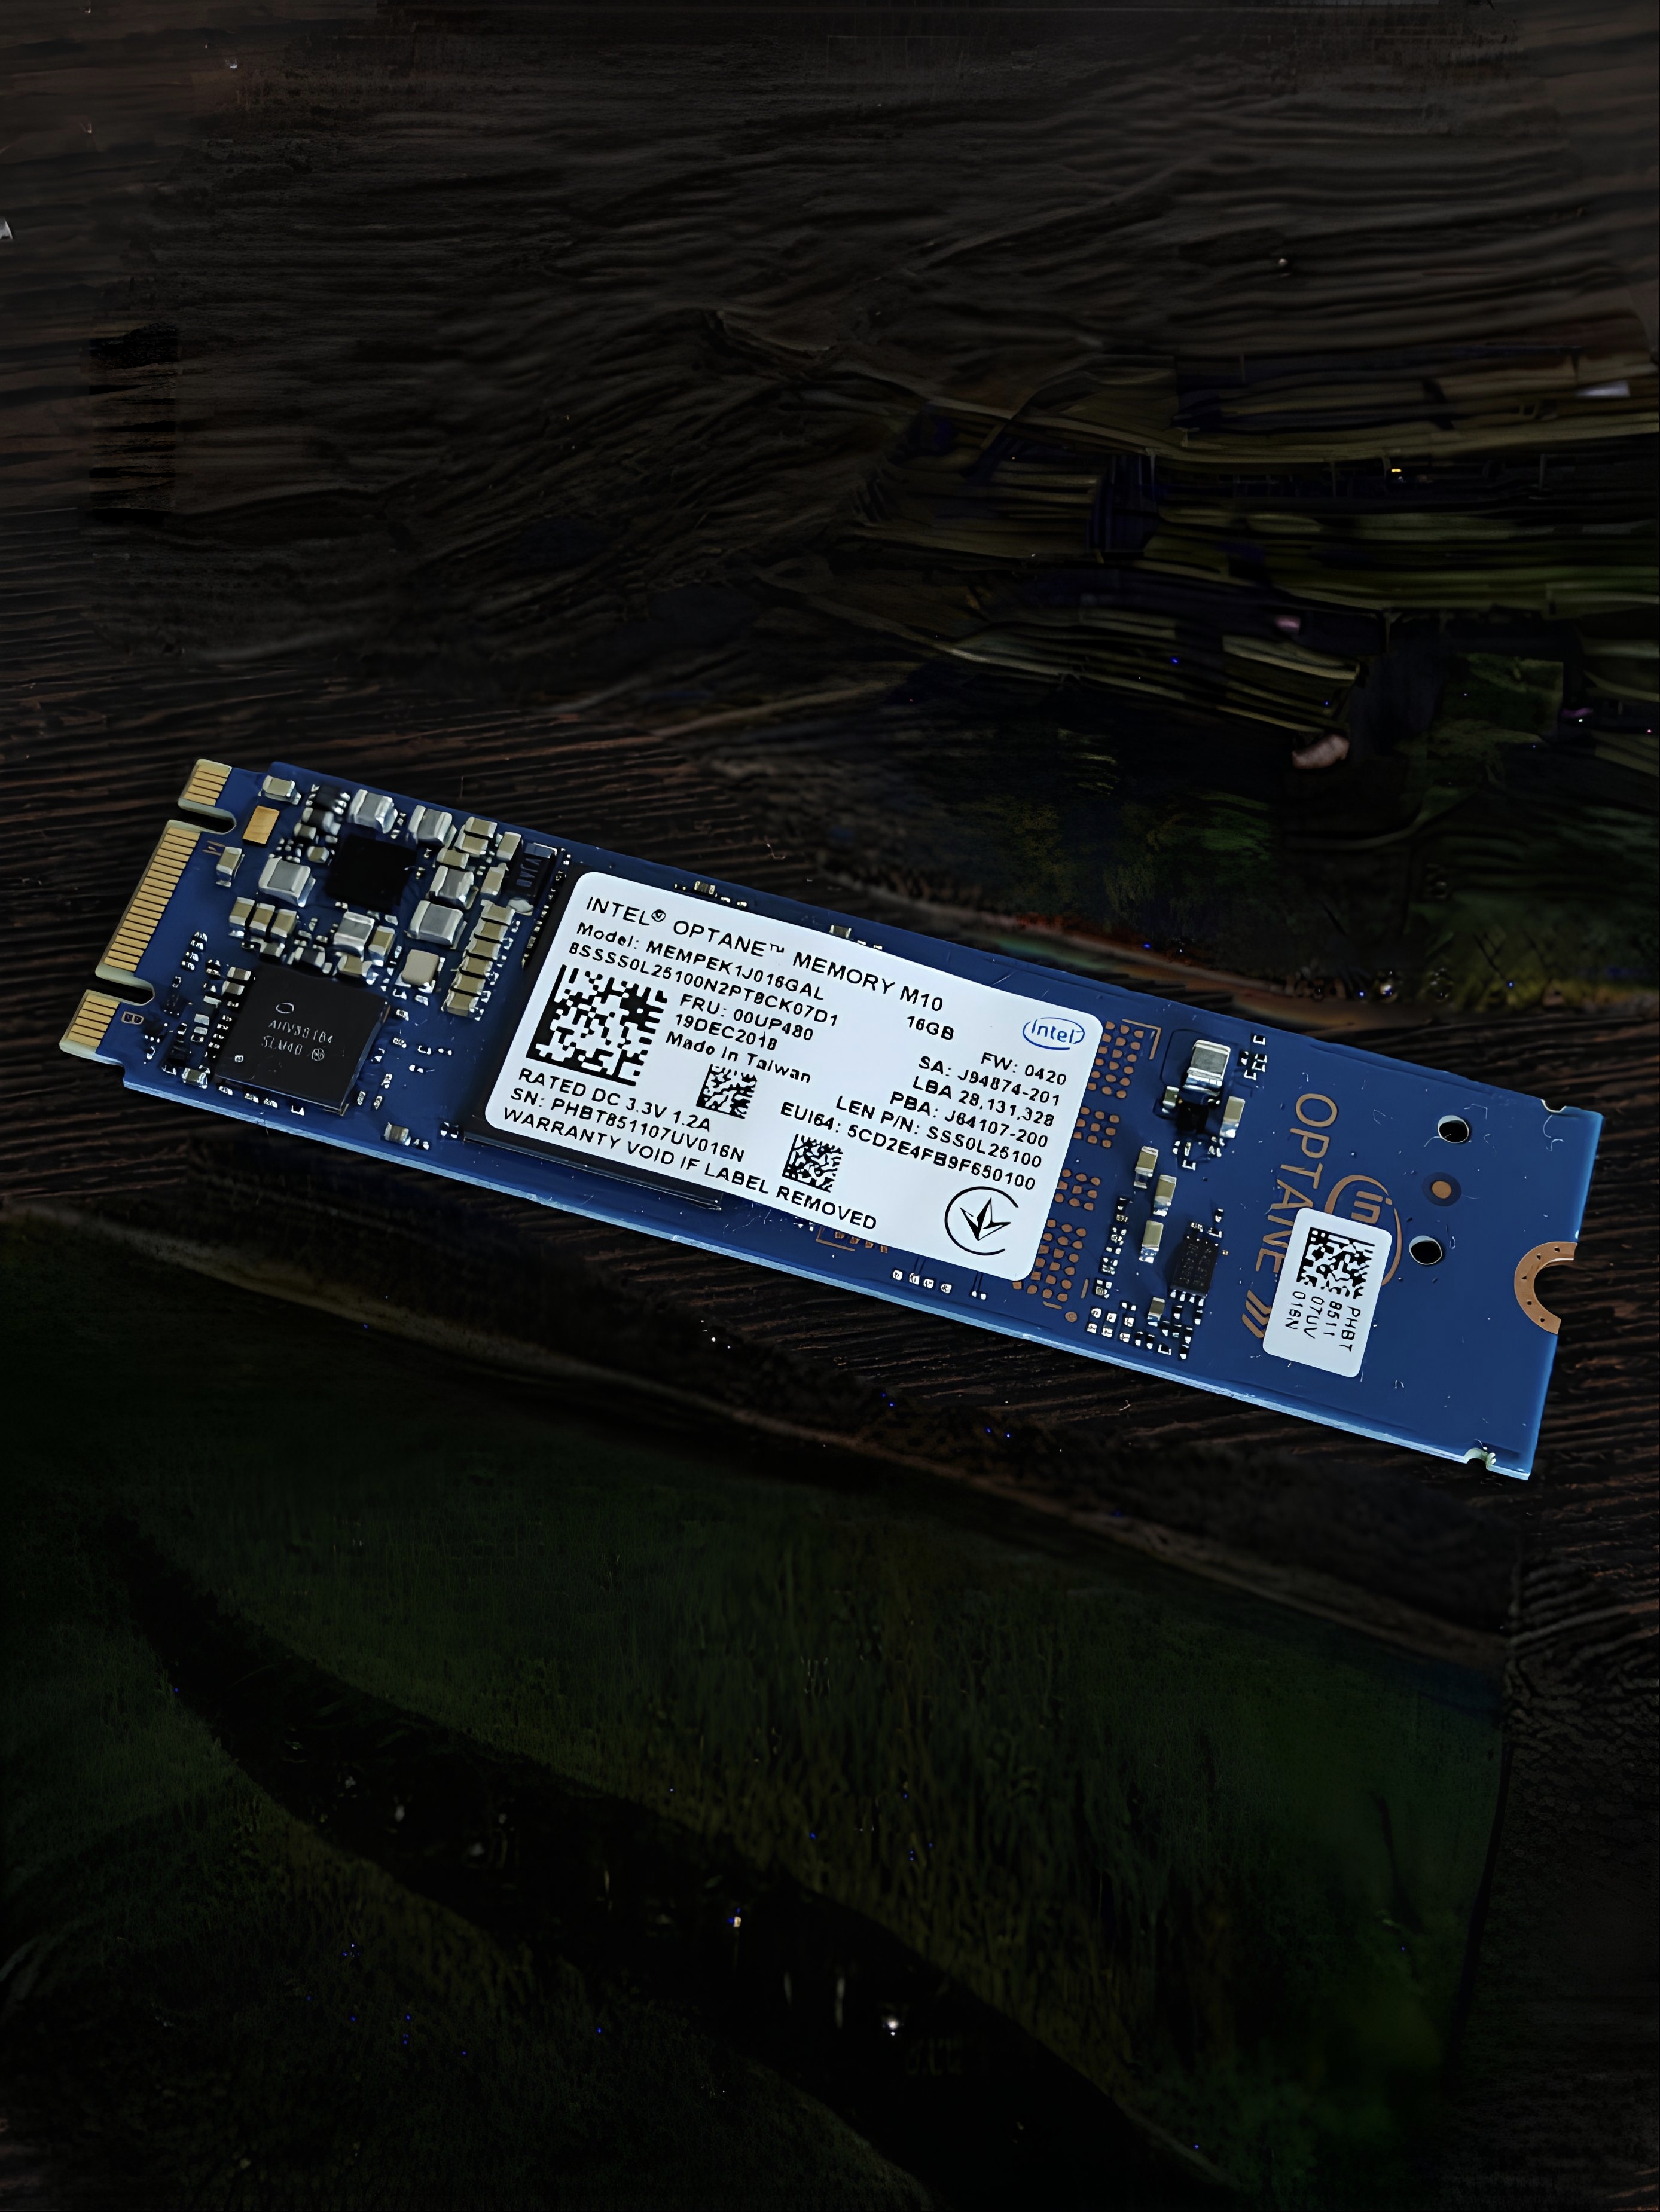 INTEL® OPTANE™ MEMORY M10
Model: MEMPEK1J016GAL
16GB
8SSSS0L25100N2PT8CK07D1
FRU: 00UP480
19DEC2018
Made in Taiwan
intel
FW: 0420
SA: J94874-201
LBA 28,131,328
PBA: J64107-200
LEN P/N: SSS0L25100
EUI64: 5CD2E4FB9F650100
RATED DC 3.3V 1.2A
SN: PHBT851107UV016N
WARRANTY VOID IF LABEL REMOVED
OPTANE
PHBT
8511
07UV
016N